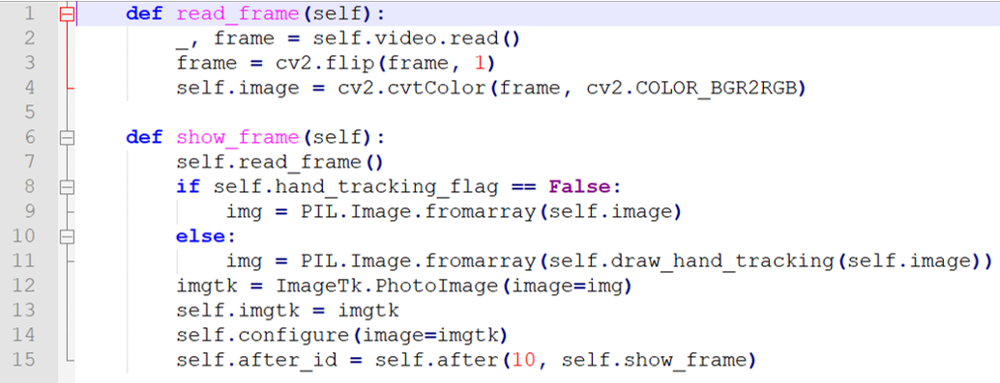 1 def read_frame(self):
2 _, frame = self.video.read()
3 frame = cv2.flip(frame, 1)
4 self.image = cv2.cvtColor(frame, cv2.COLOR_BGR2RGB)
5
6 def show_frame(self):
7 self.read_frame()
8 if self.hand_tracking_flag == False:
9 img = PIL.Image.fromarray(self.image)
10 else:
11 img = PIL.Image.fromarray(self.draw_hand_tracking(self.image))
12 imgtk = ImageTk.PhotoImage(image=img)
13 self.imgtk = imgtk
14 self.configure(image=imgtk)
15 self.after_id = self.after(10, self.show_frame)